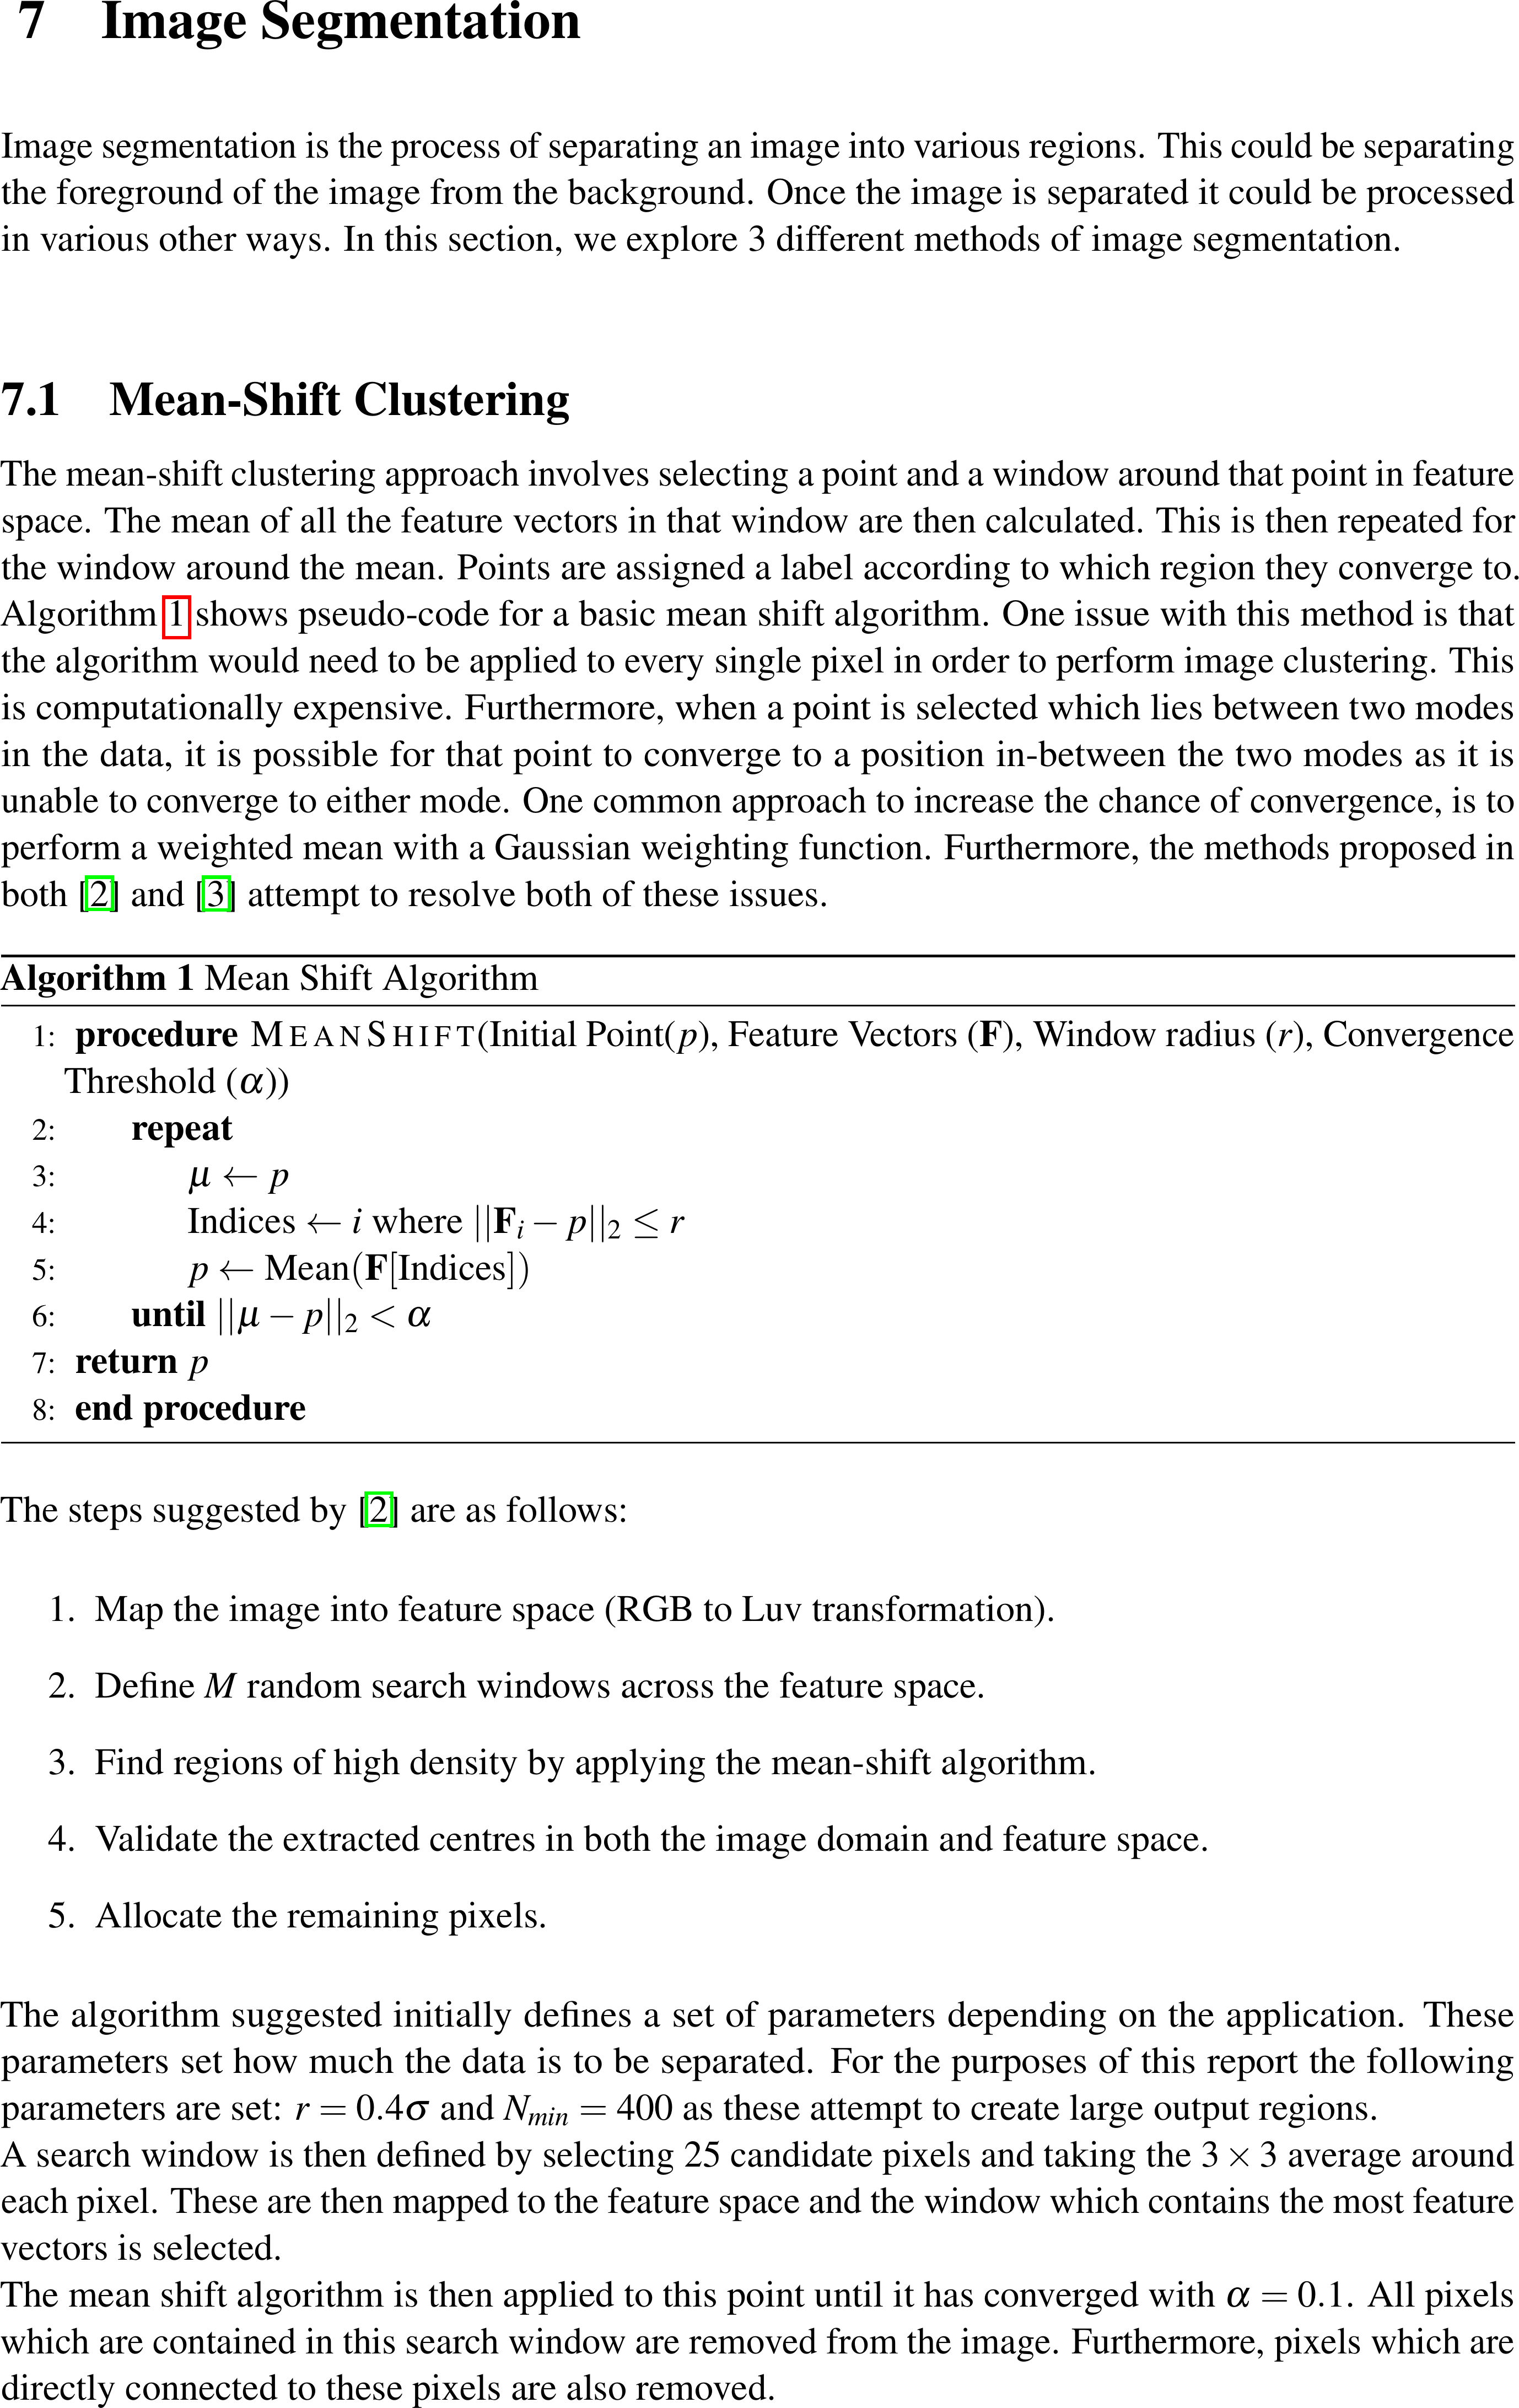 7 Image Segmentation
Image segmentation is the process of separating an image into various regions. This could be separating
the foreground of the image from the background. Once the image is separated it could be processed
in various other ways. In this section, we explore 3 different methods of image segmentation.
7.1 Mean-Shift Clustering
The mean-shift clustering approach involves selecting a point and a window around that point in feature
space. The mean of all the feature vectors in that window are then calculated. This is then repeated for
the window around the mean. Points are assigned a label according to which region they converge to.
Algorithm 1 shows pseudo-code for a basic mean shift algorithm. One issue with this method is that
the algorithm would need to be applied to every single pixel in order to perform image clustering. This
is computationally expensive. Furthermore, when a point is selected which lies between two modes
in the data, it is possible for that point to converge to a position in-between the two modes as it is
unable to converge to either mode. One common approach to increase the chance of convergence, is to
perform a weighted mean with a Gaussian weighting function. Furthermore, the methods proposed in
both [2] and [3] attempt to resolve both of these issues.
Algorithm 1 Mean Shift Algorithm
1: procedure MEANSHIFT(Initial Point(p), Feature Vectors (F), Window radius (r), Convergence
Threshold (α))
2: repeat
3: μ ← p
4: Indices ← i where ||F_i − p||_2 ≤ r
5: p ← Mean(F[Indices])
6: until ||μ − p||_2 < α
7: return p
8: end procedure
The steps suggested by [2] are as follows:
1. Map the image into feature space (RGB to Luv transformation).
2. Define M random search windows across the feature space.
3. Find regions of high density by applying the mean-shift algorithm.
4. Validate the extracted centres in both the image domain and feature space.
5. Allocate the remaining pixels.
The algorithm suggested initially defines a set of parameters depending on the application. These
parameters set how much the data is to be separated. For the purposes of this report the following
parameters are set: r = 0.4σ and N_min = 400 as these attempt to create large output regions.
A search window is then defined by selecting 25 candidate pixels and taking the 3 × 3 average around
each pixel. These are then mapped to the feature space and the window which contains the most feature
vectors is selected.
The mean shift algorithm is then applied to this point until it has converged with α = 0.1. All pixels
which are contained in this search window are removed from the image. Furthermore, pixels which are
directly connected to these pixels are also removed.